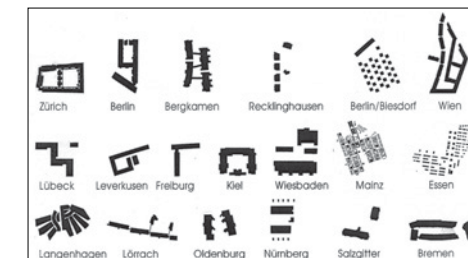 Zürich Berlin Bergkamen Recklinghausen Berlin/Biesdorf Wien
Lübeck Leverkusen Freiburg Kiel Wiesbaden Mainz Essen
Langenhagen Lörrach Oldenburg Nürnberg Salzgitter Bremen